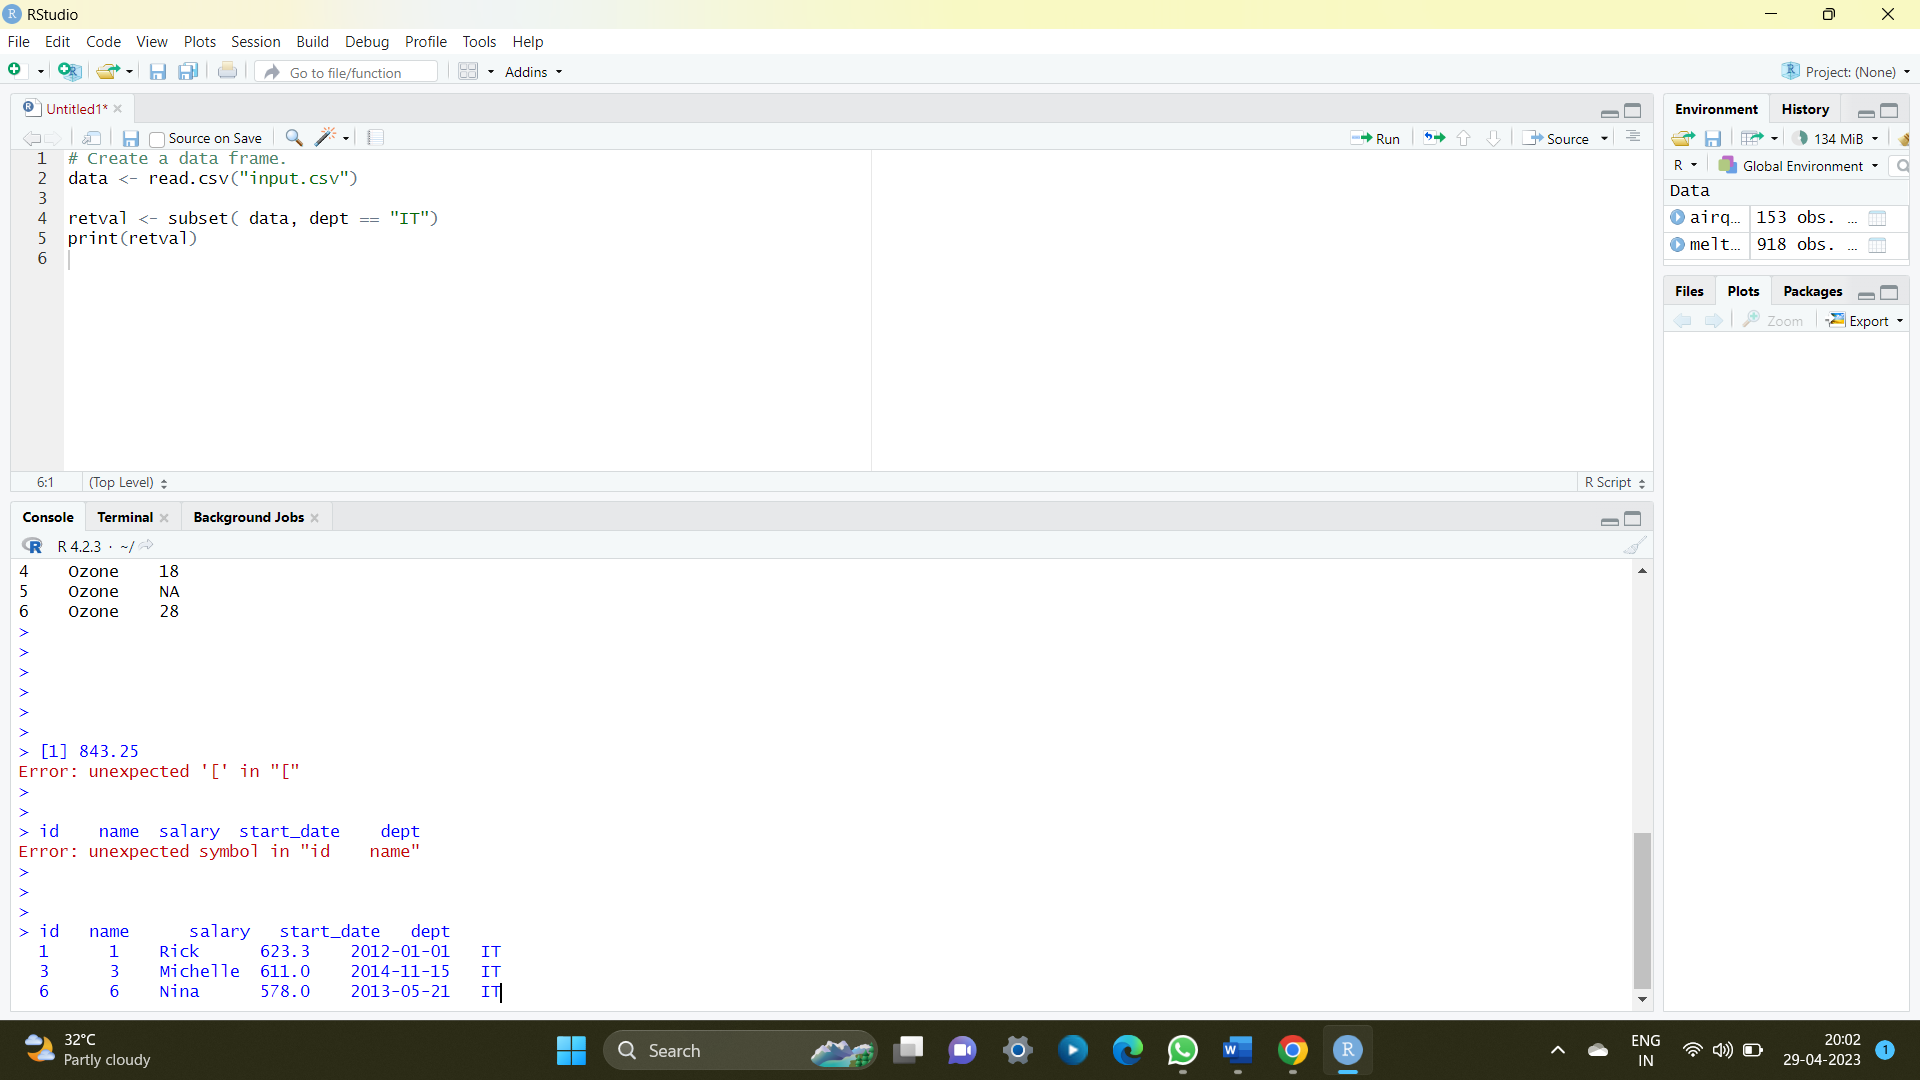 RStudio
File Edit Code View Plots Session Build Debug Profile Tools Help
Go to file/function Addins Project: (None)
Untitled1*
Source on Save Run Source
1 # Create a data frame.
2 data <- read.csv("input.csv")
3
4 retval <- subset( data, dept == "IT")
5 print(retval)
6
6:1 (Top Level) R Script
Console Terminal Background Jobs
R 4.2.3 · ~/
4 Ozone 18
5 Ozone NA
6 Ozone 28
>
>
>
>
>
>
> [1] 843.25
Error: unexpected '[' in "["
>
>
> id name salary start_date dept
Error: unexpected symbol in "id name"
>
>
>
> id name salary start_date dept
1 1 Rick 623.3 2012-01-01 IT
3 3 Michelle 611.0 2014-11-15 IT
6 6 Nina 578.0 2013-05-21 IT
Environment History
134 MiB
R Global Environment
Data
airq… 153 obs. …
melt… 918 obs. …
Files Plots Packages
Zoom Export
32°C
Partly cloudy
Search
ENG
IN
20:02
29-04-2023
1